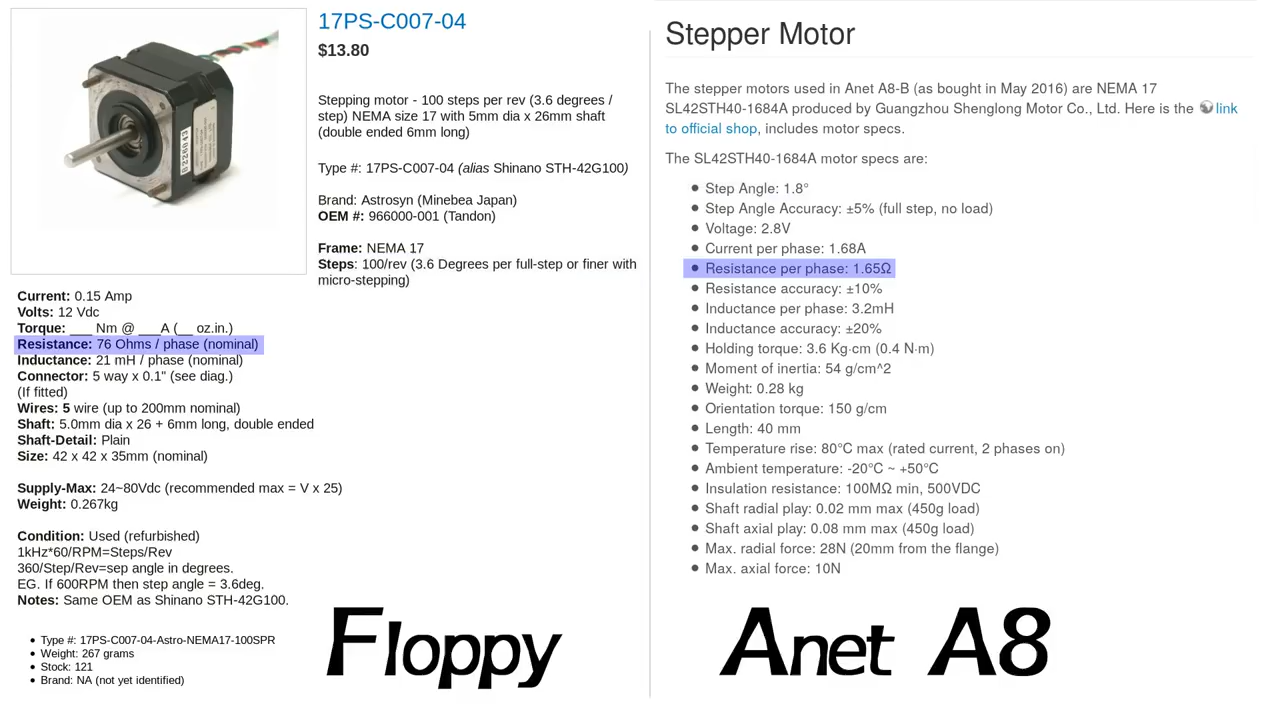 17PS-C007-04
$13.80
Stepping motor - 100 steps per rev (3.6 degrees /
step) NEMA size 17 with 5mm dia x 26mm shaft
(double ended 6mm long)
Type #: 17PS-C007-04 (alias Shinano STH-42G100)
Brand: Astrosyn (Minebea Japan)
OEM #: 966000-001 (Tandon)
Frame: NEMA 17
Steps: 100/rev (3.6 Degrees per full-step or finer with
micro-stepping)
Current: 0.15 Amp
Volts: 12 Vdc
Torque: ___ Nm @ ___A (__ oz.in.)
Resistance: 76 Ohms / phase (nominal)
Inductance: 21 mH / phase (nominal)
Connector: 5 way x 0.1" (see diag.)
(If fitted)
Wires: 5 wire (up to 200mm nominal)
Shaft: 5.0mm dia x 26 + 6mm long, double ended
Shaft-Detail: Plain
Size: 42 x 42 x 35mm (nominal)
Supply-Max: 24~80Vdc (recommended max = V x 25)
Weight: 0.267kg
Condition: Used (refurbished)
1kHz*60/RPM=Steps/Rev
360/Step/Rev=sep angle in degrees.
EG. If 600RPM then step angle = 3.6deg.
Notes: Same OEM as Shinano STH-42G100.
• Type #: 17PS-C007-04-Astro-NEMA17-100SPR
• Weight: 267 grams
• Stock: 121
• Brand: NA (not yet identified)
Floppy
Stepper Motor
The stepper motors used in Anet A8-B (as bought in May 2016) are NEMA 17
SL42STH40-1684A produced by Guangzhou Shenglong Motor Co., Ltd. Here is the link
to official shop, includes motor specs.
The SL42STH40-1684A motor specs are:
• Step Angle: 1.8°
• Step Angle Accuracy: ±5% (full step, no load)
• Voltage: 2.8V
• Current per phase: 1.68A
• Resistance per phase: 1.65Ω
• Resistance accuracy: ±10%
• Inductance per phase: 3.2mH
• Inductance accuracy: ±20%
• Holding torque: 3.6 Kg·cm (0.4 N·m)
• Moment of inertia: 54 g/cm^2
• Weight: 0.28 kg
• Orientation torque: 150 g/cm
• Length: 40 mm
• Temperature rise: 80°C max (rated current, 2 phases on)
• Ambient temperature: -20°C ~ +50°C
• Insulation resistance: 100MΩ min, 500VDC
• Shaft radial play: 0.02 mm max (450g load)
• Shaft axial play: 0.08 mm max (450g load)
• Max. radial force: 28N (20mm from the flange)
• Max. axial force: 10N
Anet A8